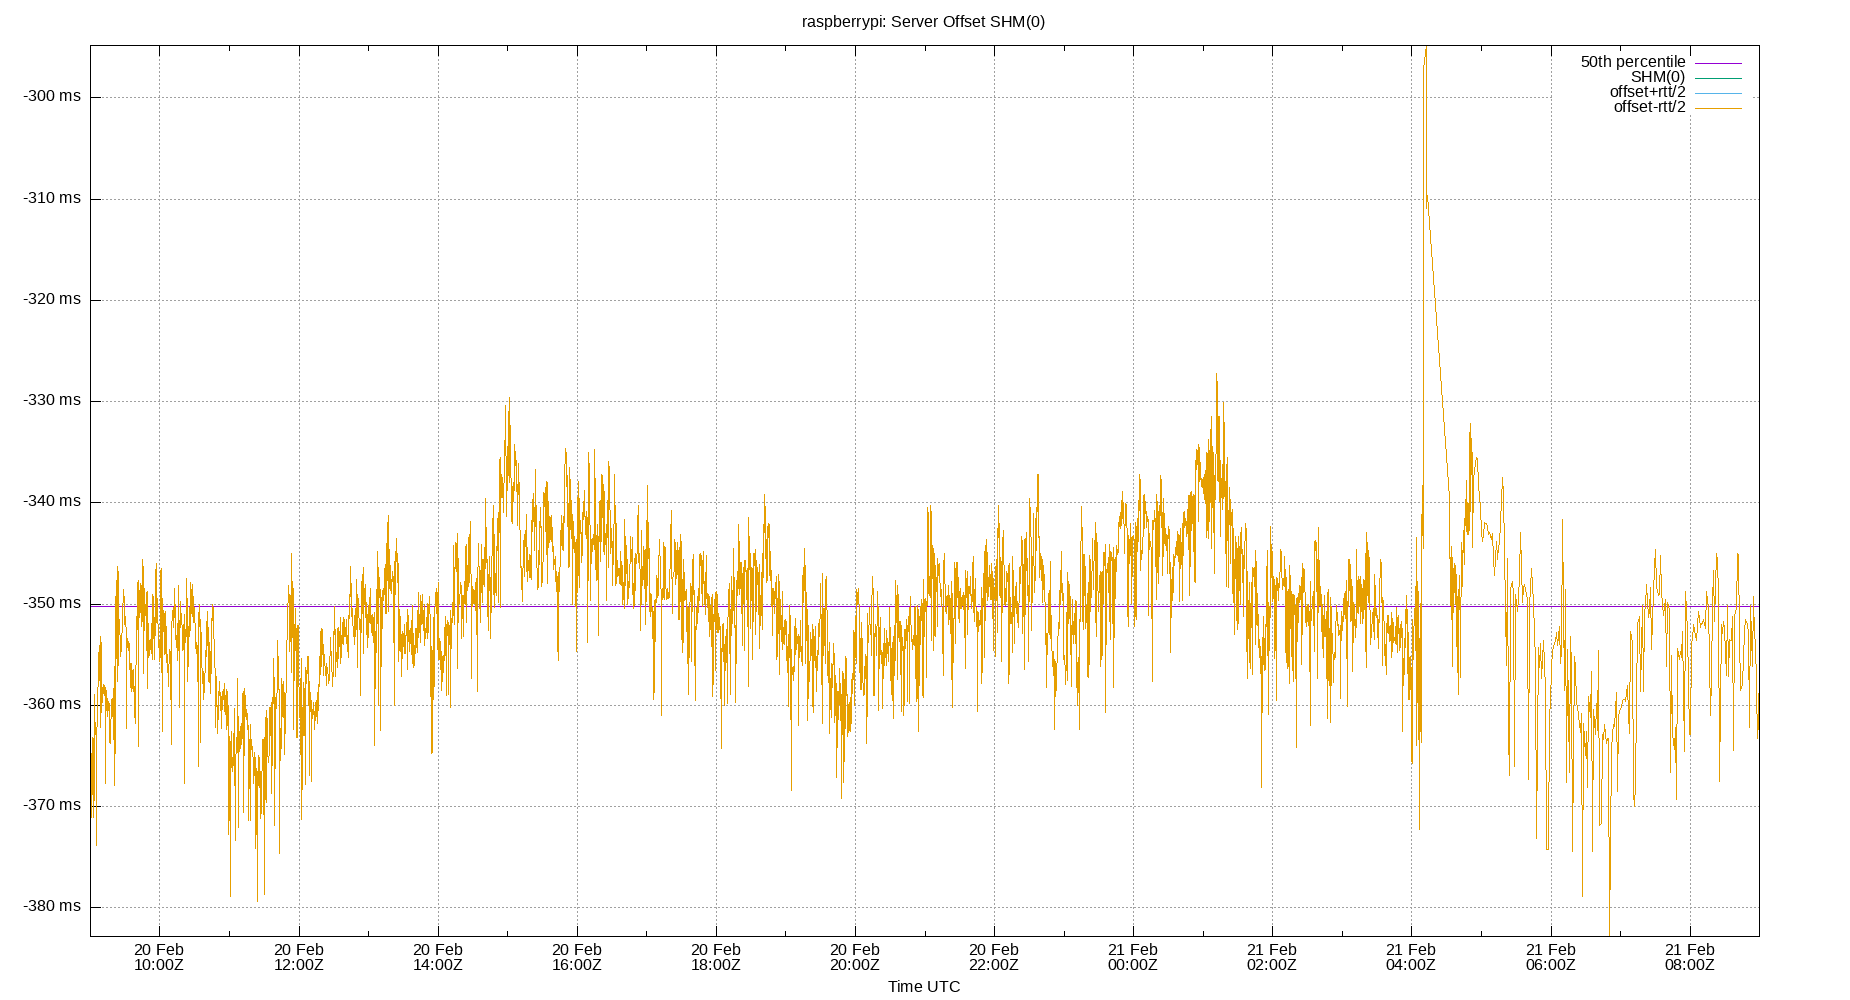 raspberrypi: Server Offset SHM(0)
50th percentile
SHM(0)
offset+rtt/2
offset-rtt/2
-300 ms
-310 ms
-320 ms
-330 ms
-340 ms
-350 ms
-360 ms
-370 ms
-380 ms
20 Feb 20 Feb 20 Feb 20 Feb 20 Feb 20 Feb 20 Feb 21 Feb 21 Feb 21 Feb 21 Feb 21 Feb
10:00Z 12:00Z 14:00Z 16:00Z 18:00Z 20:00Z 22:00Z 00:00Z 02:00Z 04:00Z 06:00Z 08:00Z
Time UTC